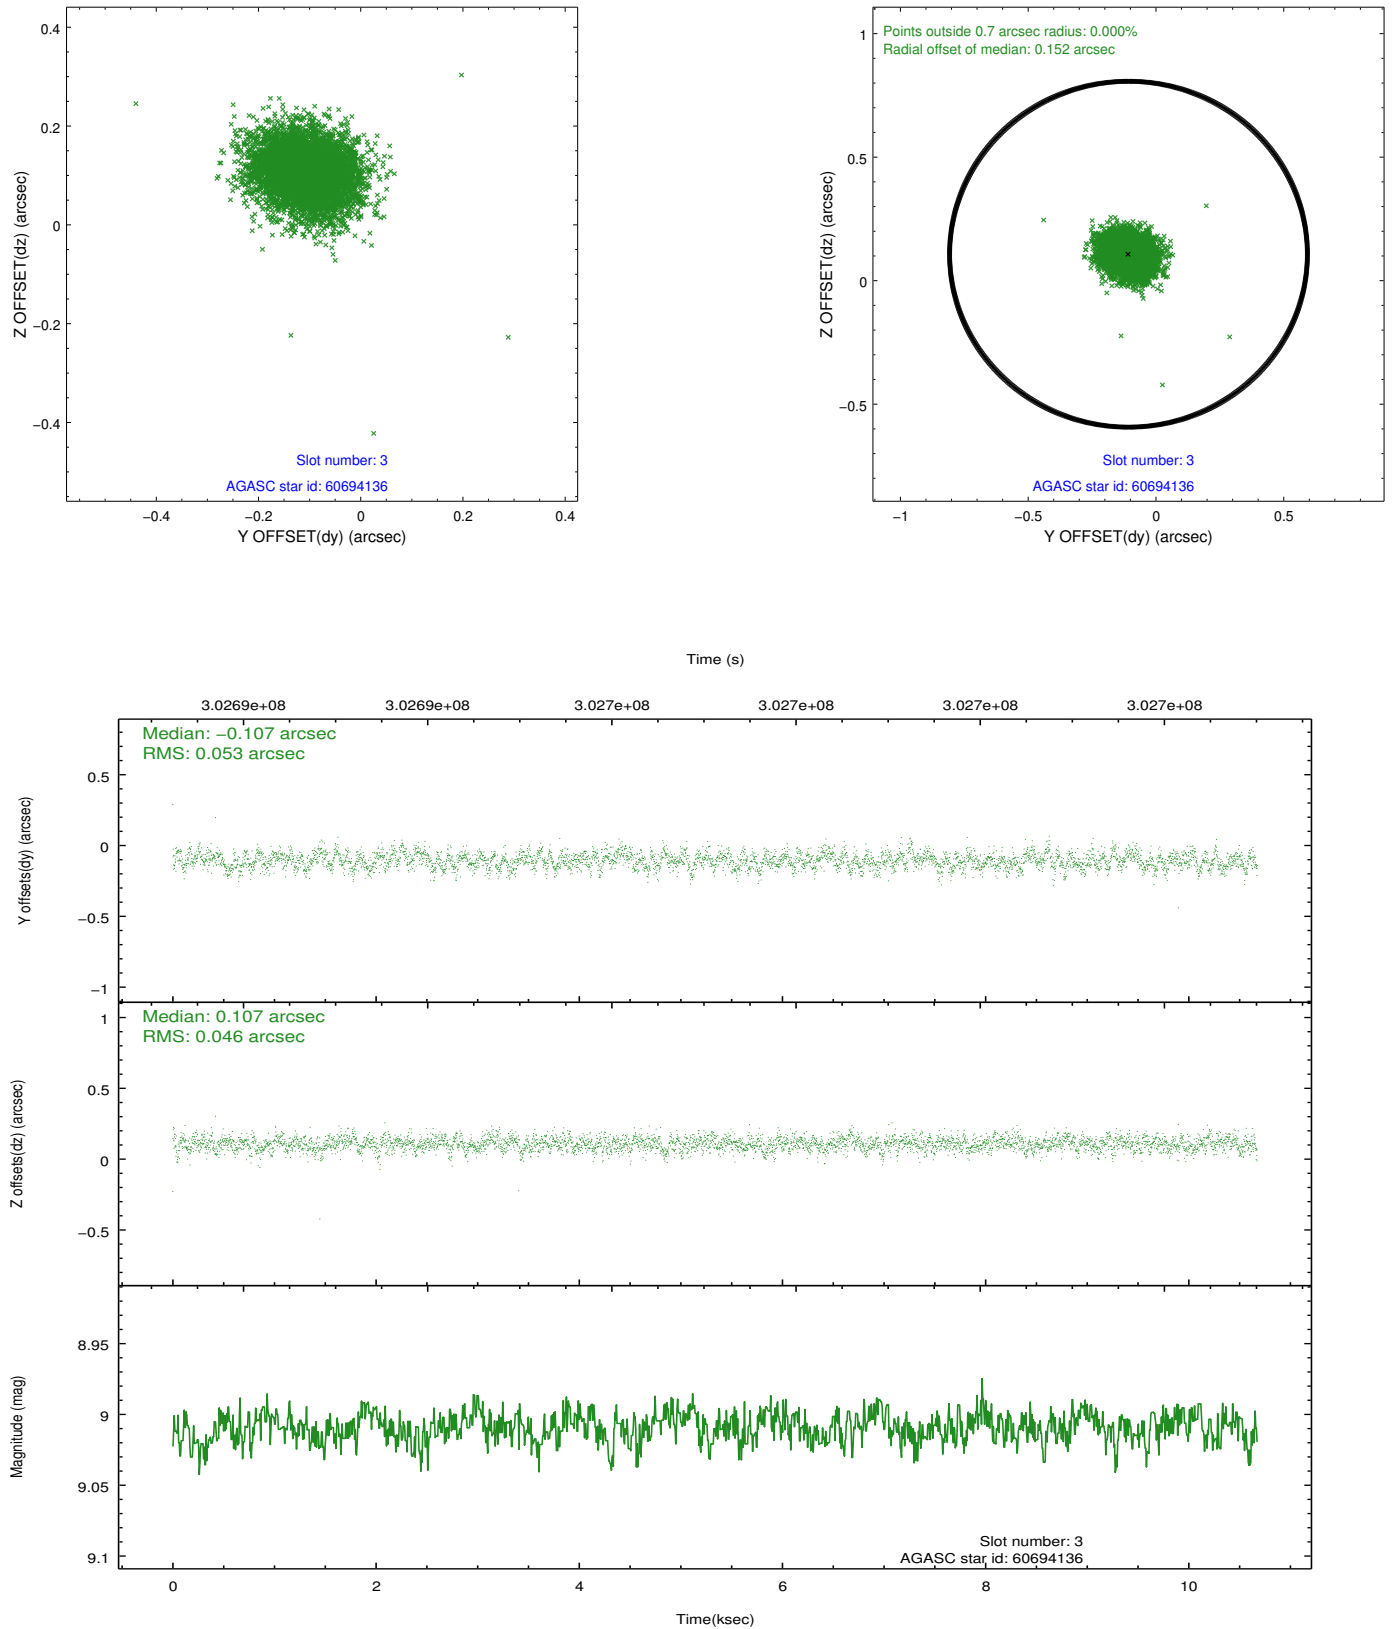 0.4
0.2
0
−0.2
−0.4
Z OFFSET(dz) (arcsec)
Slot number: 3
AGASC star id: 60694136
−0.4
−0.2
0
0.2
0.4
Y OFFSET(dy) (arcsec)
Points outside 0.7 arcsec radius: 0.000%
Radial offset of median: 0.152 arcsec
1
0.5
0
−0.5
Z OFFSET(dz) (arcsec)
Slot number: 3
AGASC star id: 60694136
−1
−0.5
0
0.5
Y OFFSET(dy) (arcsec)
Time (s)
3.0269e+08
3.0269e+08
3.027e+08
3.027e+08
3.027e+08
3.027e+08
Median: −0.107 arcsec
RMS: 0.053 arcsec
0.5
0
−0.5
−1
Y offsets(dy) (arcsec)
Median: 0.107 arcsec
RMS: 0.046 arcsec
1
0.5
0
−0.5
Z offsets(dz) (arcsec)
8.95
9
9.05
9.1
Magnitude (mag)
Slot number: 3
AGASC star id: 60694136
0
2
4
6
8
10
Time(ksec)